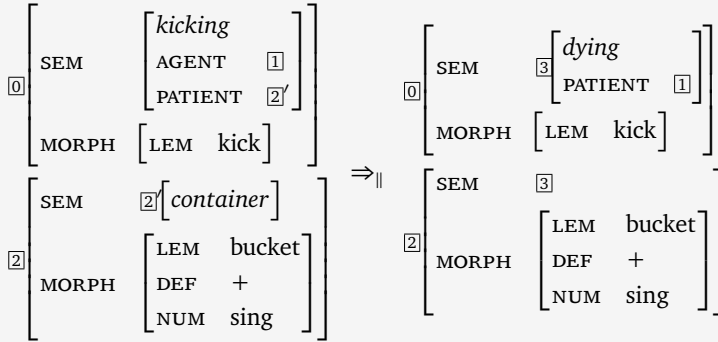 kicking dying
SEM AGENT 1 SEM 3
0 PATIENT 2′ 0 PATIENT 1
MORPH [LEM kick] MORPH [LEM kick]
⇒∥
SEM 2′[container] SEM 3
LEM bucket LEM bucket
2 MORPH DEF + 2 MORPH DEF +
NUM sing NUM sing